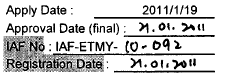 Apply Date : 2011/1/19
Approval Date (final) : 21.01.2011
IAF No : IAF-ETMY- 10-092
Registration Date : 21.01.2011